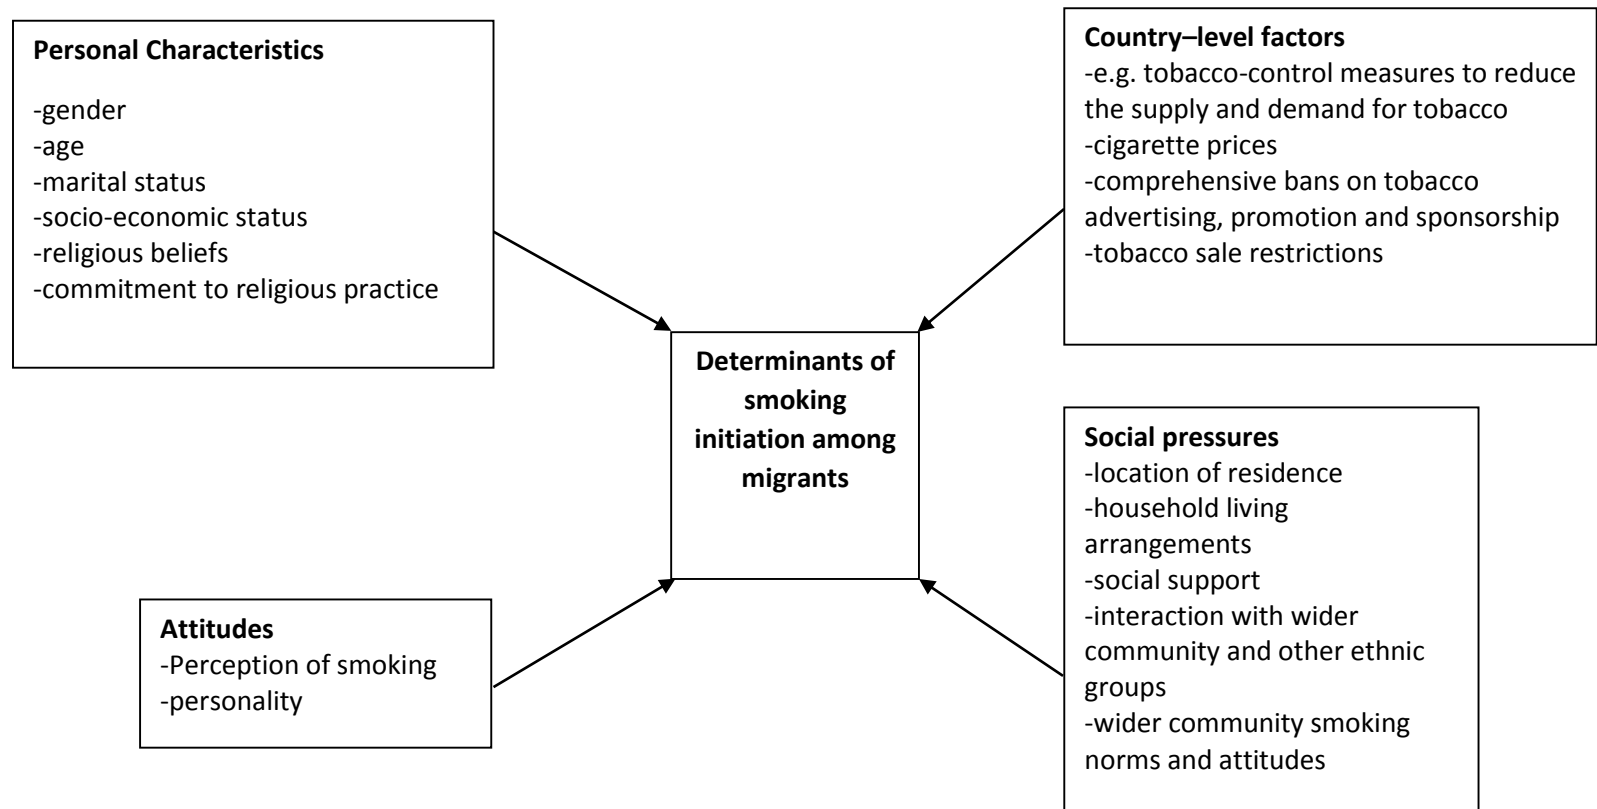 Personal Characteristics
-gender
-age
-marital status
-socio-economic status
-religious beliefs
-commitment to religious practice
Country–level factors
-e.g. tobacco-control measures to reduce
the supply and demand for tobacco
-cigarette prices
-comprehensive bans on tobacco
advertising, promotion and sponsorship
-tobacco sale restrictions
Determinants of
smoking
initiation among
migrants
Attitudes
-Perception of smoking
-personality
Social pressures
-location of residence
-household living
arrangements
-social support
-interaction with wider
community and other ethnic
groups
-wider community smoking
norms and attitudes